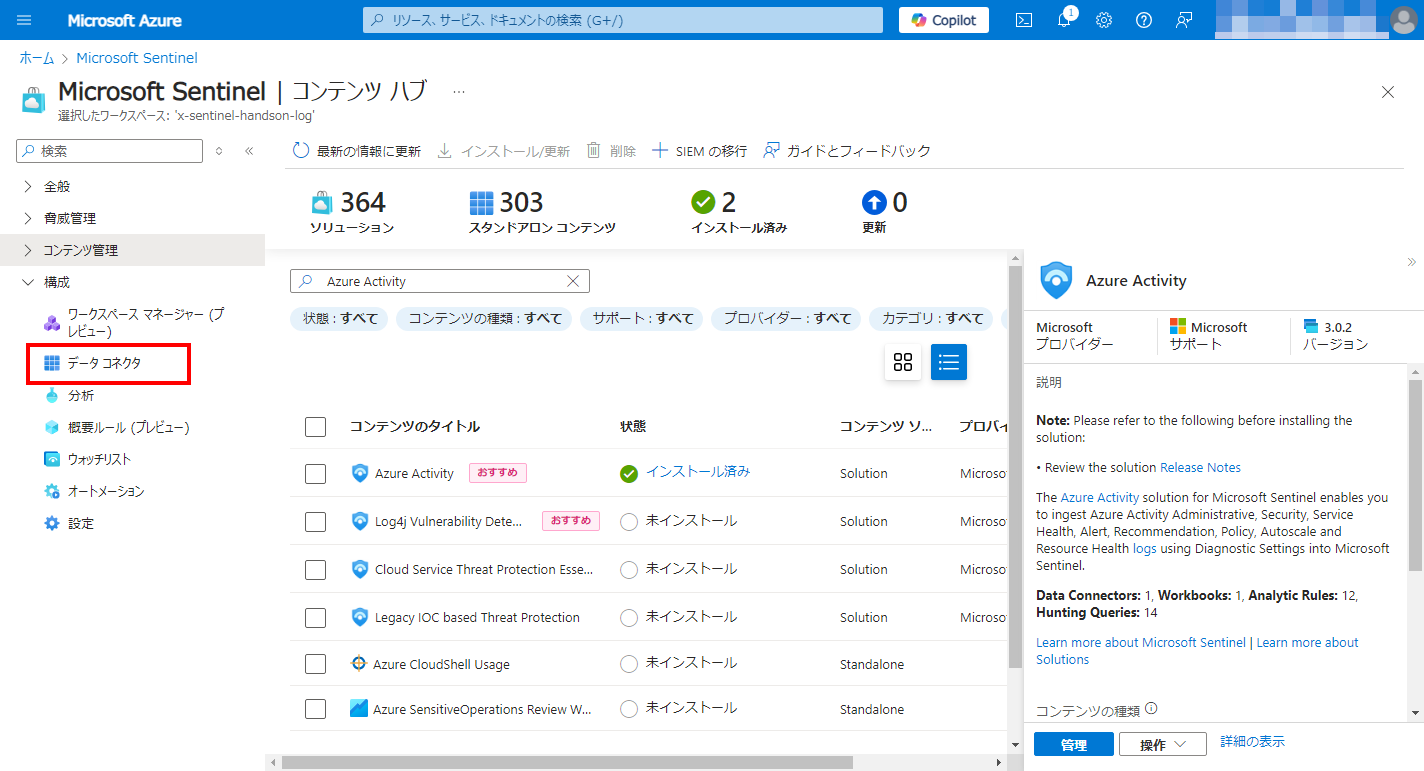 Microsoft Azure
リソース、サービス、ドキュメントの検索 (G+/)
Copilot
1
ホーム > Microsoft Sentinel
Microsoft Sentinel | コンテンツ ハブ ...
選択したワークスペース: 'x-sentinel-handson-log'
検索
最新の情報に更新 インストール/更新 削除 SIEM の移行 ガイドとフィードバック
全般
脅威管理
コンテンツ管理
構成
ワークスペース マネージャー (プ
レビュー)
データ コネクタ
分析
概要ルール (プレビュー)
ウォッチリスト
オートメーション
設定
364
ソリューション
303
スタンドアロン コンテンツ
2
インストール済み
0
更新
Azure Activity
状態 : すべて コンテンツの種類 : すべて サポート : すべて プロバイダー : すべて カテゴリ : すべて
コンテンツのタイトル 状態 コンテンツ ソ... プロバイ
Azure Activity おすすめ インストール済み Solution Microso
Log4j Vulnerability Dete... おすすめ 未インストール Solution Microso
Cloud Service Threat Protection Esse... 未インストール Solution Microso
Legacy IOC based Threat Protection 未インストール Solution Microso
Azure CloudShell Usage 未インストール Standalone
Azure SensitiveOperations Review W... 未インストール Standalone
Azure Activity
Microsoft
プロバイダー
Microsoft
サポート
3.0.2
バージョン
説明
Note: Please refer to the following before installing the
solution:
• Review the solution Release Notes
The Azure Activity solution for Microsoft Sentinel enables you
to ingest Azure Activity Administrative, Security, Service
Health, Alert, Recommendation, Policy, Autoscale and
Resource Health logs using Diagnostic Settings into Microsoft
Sentinel.
Data Connectors: 1, Workbooks: 1, Analytic Rules: 12,
Hunting Queries: 14
Learn more about Microsoft Sentinel | Learn more about
Solutions
コンテンツの種類
管理 操作 詳細の表示